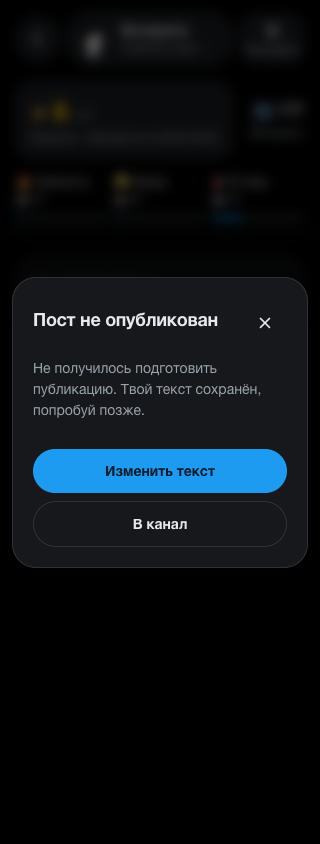 Пост не опубликован
Не получилось подготовить
публикацию. Твой текст сохранён,
попробуй позже.
Изменить текст
В канал